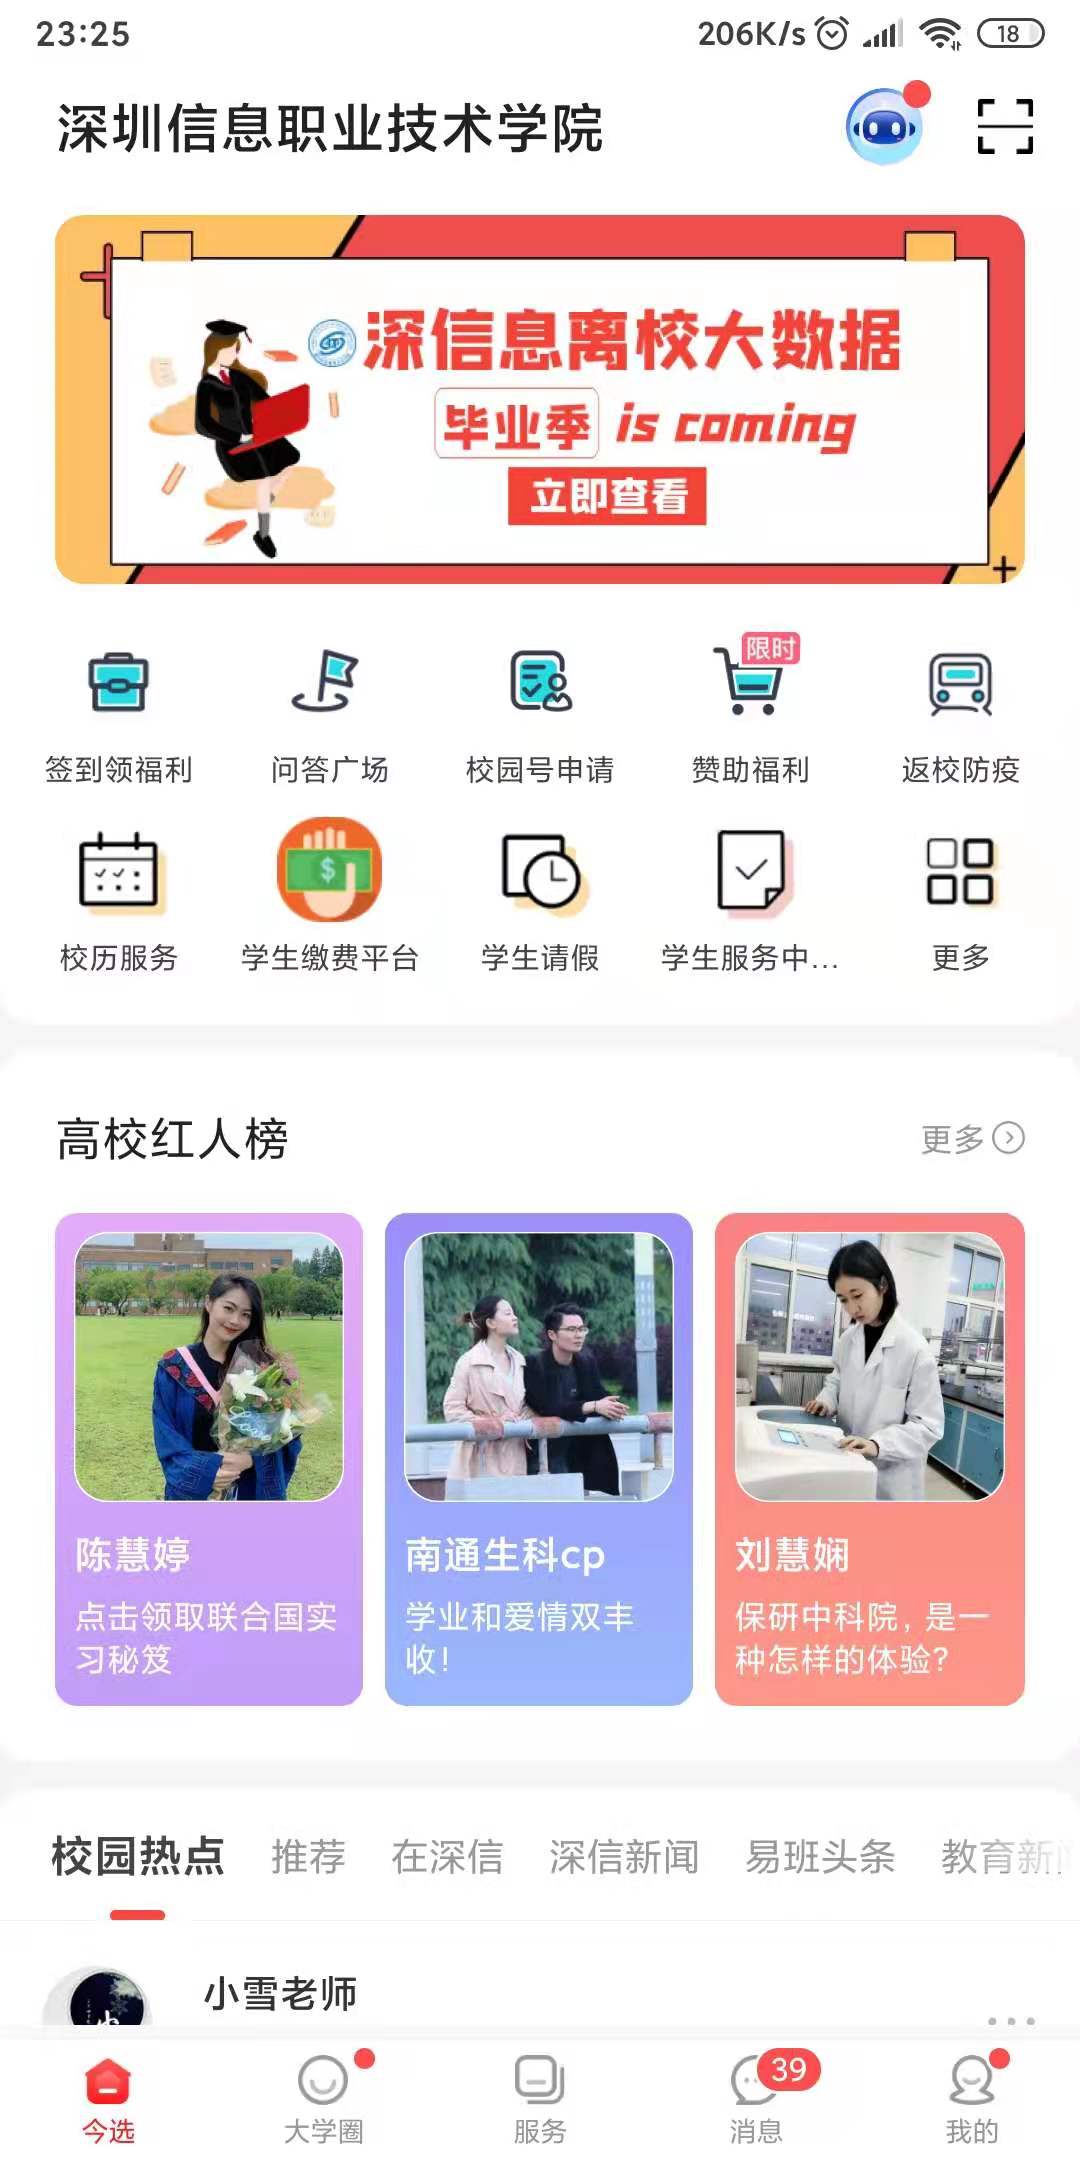 23:25
206K/s
18
深圳信息职业技术学院
深信息离校大数据
毕业季 is coming
立即查看
限时
签到领福利 问答广场 校园号申请 赞助福利 返校防疫
校历服务 学生缴费平台 学生请假 学生服务中...
更多
高校红人榜
更多
陈慧婷
点击领取联合国实
习秘笈
南通生科cp
学业和爱情双丰
收!
刘慧娴
保研中科院，是一
种怎样的体验?
校园热点 推荐 在深信 深信新闻 易班头条 教育新
小雪老师
39
今选 大学圈 服务 消息 我的